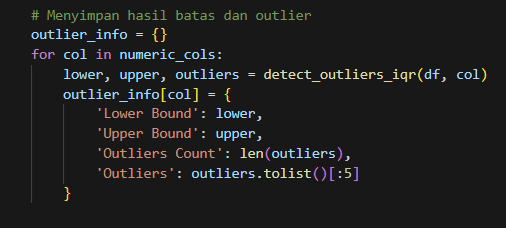 # Menyimpan hasil batas dan outlier
outlier_info = {}
for col in numeric_cols:
    lower, upper, outliers = detect_outliers_iqr(df, col)
    outlier_info[col] = {
        'Lower Bound': lower,
        'Upper Bound': upper,
        'Outliers Count': len(outliers),
        'Outliers': outliers.tolist()[:5]
    }